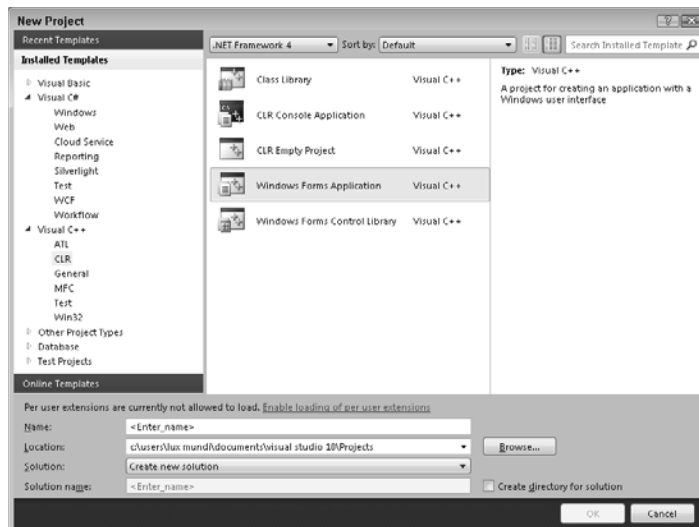 New Project
Recent Templates
.NET Framework 4
Sort by: Default
Search Installed Template
Installed Templates
Visual Basic
Visual C#
Windows
Web
Cloud Service
Reporting
Silverlight
Test
WCF
Workflow
Visual C++
ATL
CLR
General
MFC
Test
Win32
Other Project Types
Database
Test Projects
Online Templates
Class Library Visual C++
CLR Console Application Visual C++
CLR Empty Project Visual C++
Windows Forms Application Visual C++
Windows Forms Control Library Visual C++
Type: Visual C++
A project for creating an application with a
Windows user interface
Per user extensions are currently not allowed to load. Enable loading of per user extensions
Name: <Enter_name>
Location: c:\users\lux mundi\documents\visual studio 10\Projects Browse...
Solution: Create new solution
Solution name: <Enter_name> Create directory for solution
OK Cancel